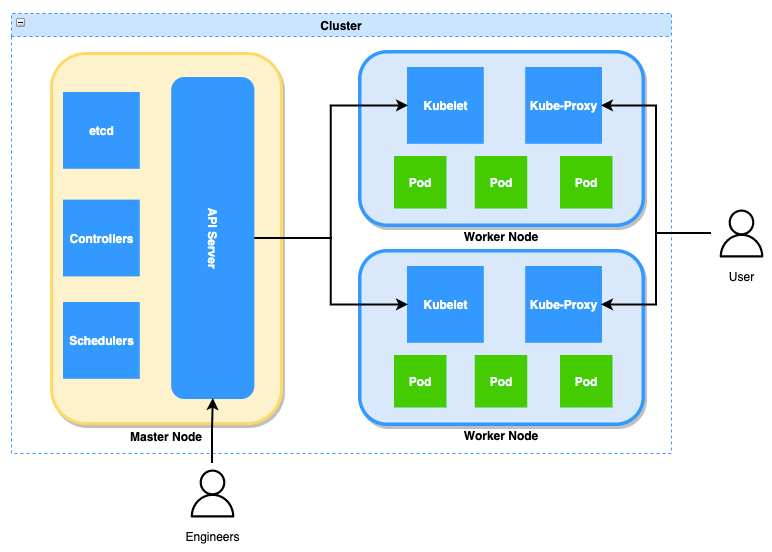 Cluster
etcd
Controllers
Schedulers
API Server
Master Node
Kubelet
Kube-Proxy
Pod
Pod
Pod
Worker Node
Kubelet
Kube-Proxy
Pod
Pod
Pod
Worker Node
User
Engineers